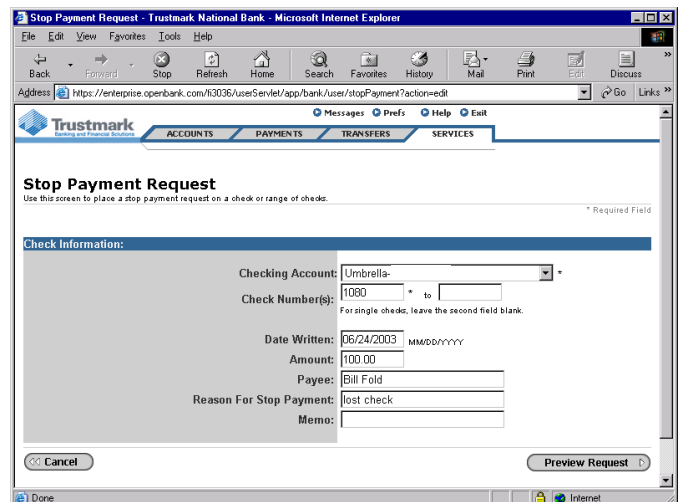 Stop Payment Request - Trustmark National Bank - Microsoft Internet Explorer
File Edit View Favorites Tools Help
Back Forward Stop Refresh Home Search Favorites History Mail Print Edit Discuss »
Address https://enterprise.openbank.com/fi3036/userServlet/app/bank/user/stopPayment?action=edit Go Links »
Messages Prefs Help Exit
Trustmark
Banking and Financial Solutions
ACCOUNTS PAYMENTS TRANSFERS SERVICES
Stop Payment Request
Use this screen to place a stop payment request on a check or range of checks.
* Required Field
Check Information:
Checking Account: Umbrella- *
Check Number(s): 1080 * to
For single checks, leave the second field blank.
Date Written: 06/24/2003 MM/DD/YYYY
Amount: 100.00
Payee: Bill Fold
Reason For Stop Payment: lost check
Memo:
Cancel Preview Request
Done Internet